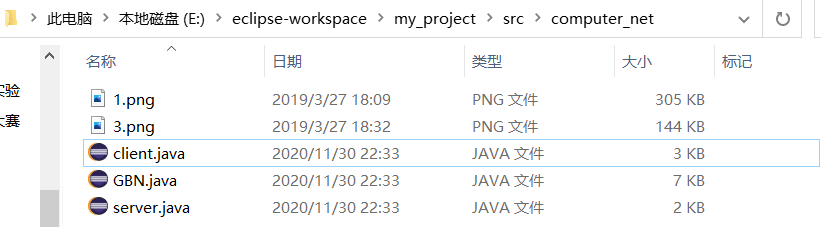 此电脑 本地磁盘 (E:) eclipse-workspace my_project src computer_net
名称 日期 类型 大小 标记
1.png 2019/3/27 18:09 PNG 文件 305 KB
实验
3.png 2019/3/27 18:32 PNG 文件 144 KB
大赛
client.java 2020/11/30 22:33 JAVA 文件 3 KB
GBN.java 2020/11/30 22:33 JAVA 文件 7 KB
server.java 2020/11/30 22:33 JAVA 文件 2 KB